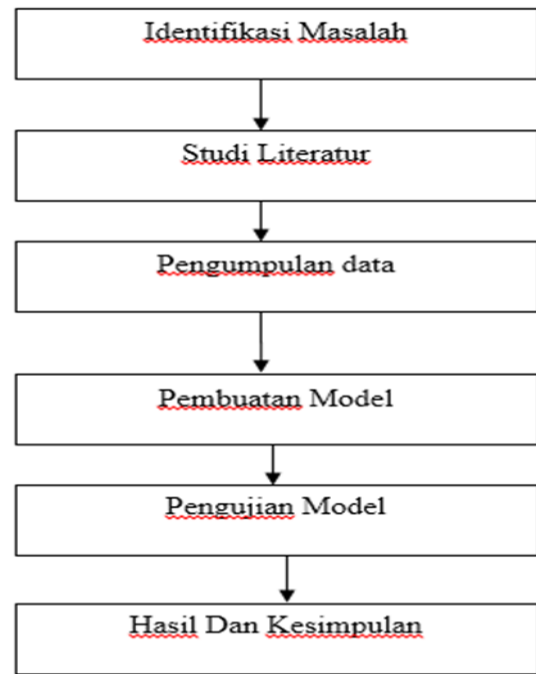 Identifikasi Masalah
Studi Literatur
Pengumpulan data
Pembuatan Model
Pengujian Model
Hasil Dan Kesimpulan